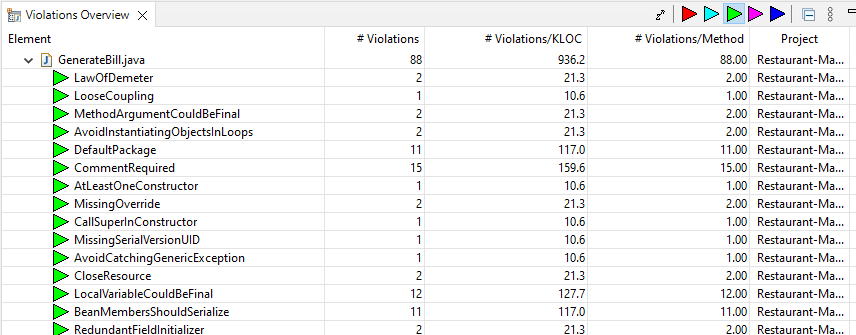 Violations Overview
Element # Violations # Violations/KLOC # Violations/Method Project
GenerateBill.java 88 936.2 88.00 Restaurant-Ma...
LawOfDemeter 2 21.3 2.00 Restaurant-Ma...
LooseCoupling 1 10.6 1.00 Restaurant-Ma...
MethodArgumentCouldBeFinal 2 21.3 2.00 Restaurant-Ma...
AvoidInstantiatingObjectsInLoops 2 21.3 2.00 Restaurant-Ma...
DefaultPackage 11 117.0 11.00 Restaurant-Ma...
CommentRequired 15 159.6 15.00 Restaurant-Ma...
AtLeastOneConstructor 1 10.6 1.00 Restaurant-Ma...
MissingOverride 2 21.3 2.00 Restaurant-Ma...
CallSuperInConstructor 1 10.6 1.00 Restaurant-Ma...
MissingSerialVersionUID 1 10.6 1.00 Restaurant-Ma...
AvoidCatchingGenericException 1 10.6 1.00 Restaurant-Ma...
CloseResource 2 21.3 2.00 Restaurant-Ma...
LocalVariableCouldBeFinal 12 127.7 12.00 Restaurant-Ma...
BeanMembersShouldSerialize 11 117.0 11.00 Restaurant-Ma...
RedundantFieldInitializer 2 21.3 2.00 Restaurant-Ma...